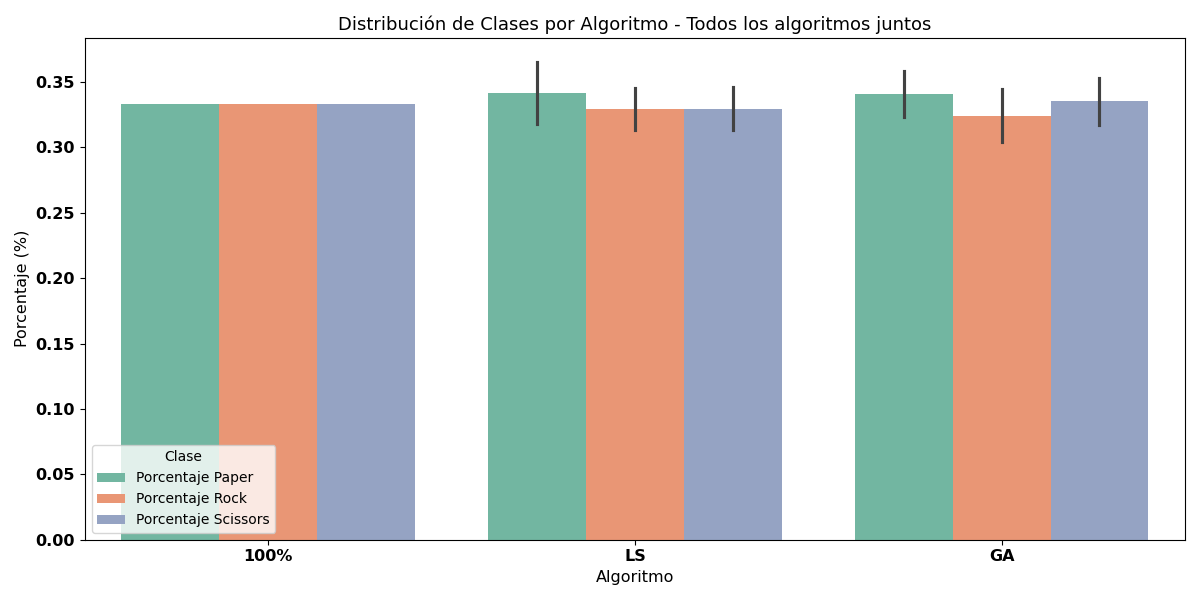 Distribución de Clases por Algoritmo - Todos los algoritmos juntos
Porcentaje (%)
0.35
0.30
0.25
0.20
0.15
0.10
0.05
0.00
Clase
Porcentaje Paper
Porcentaje Rock
Porcentaje Scissors
100%
LS
GA
Algoritmo